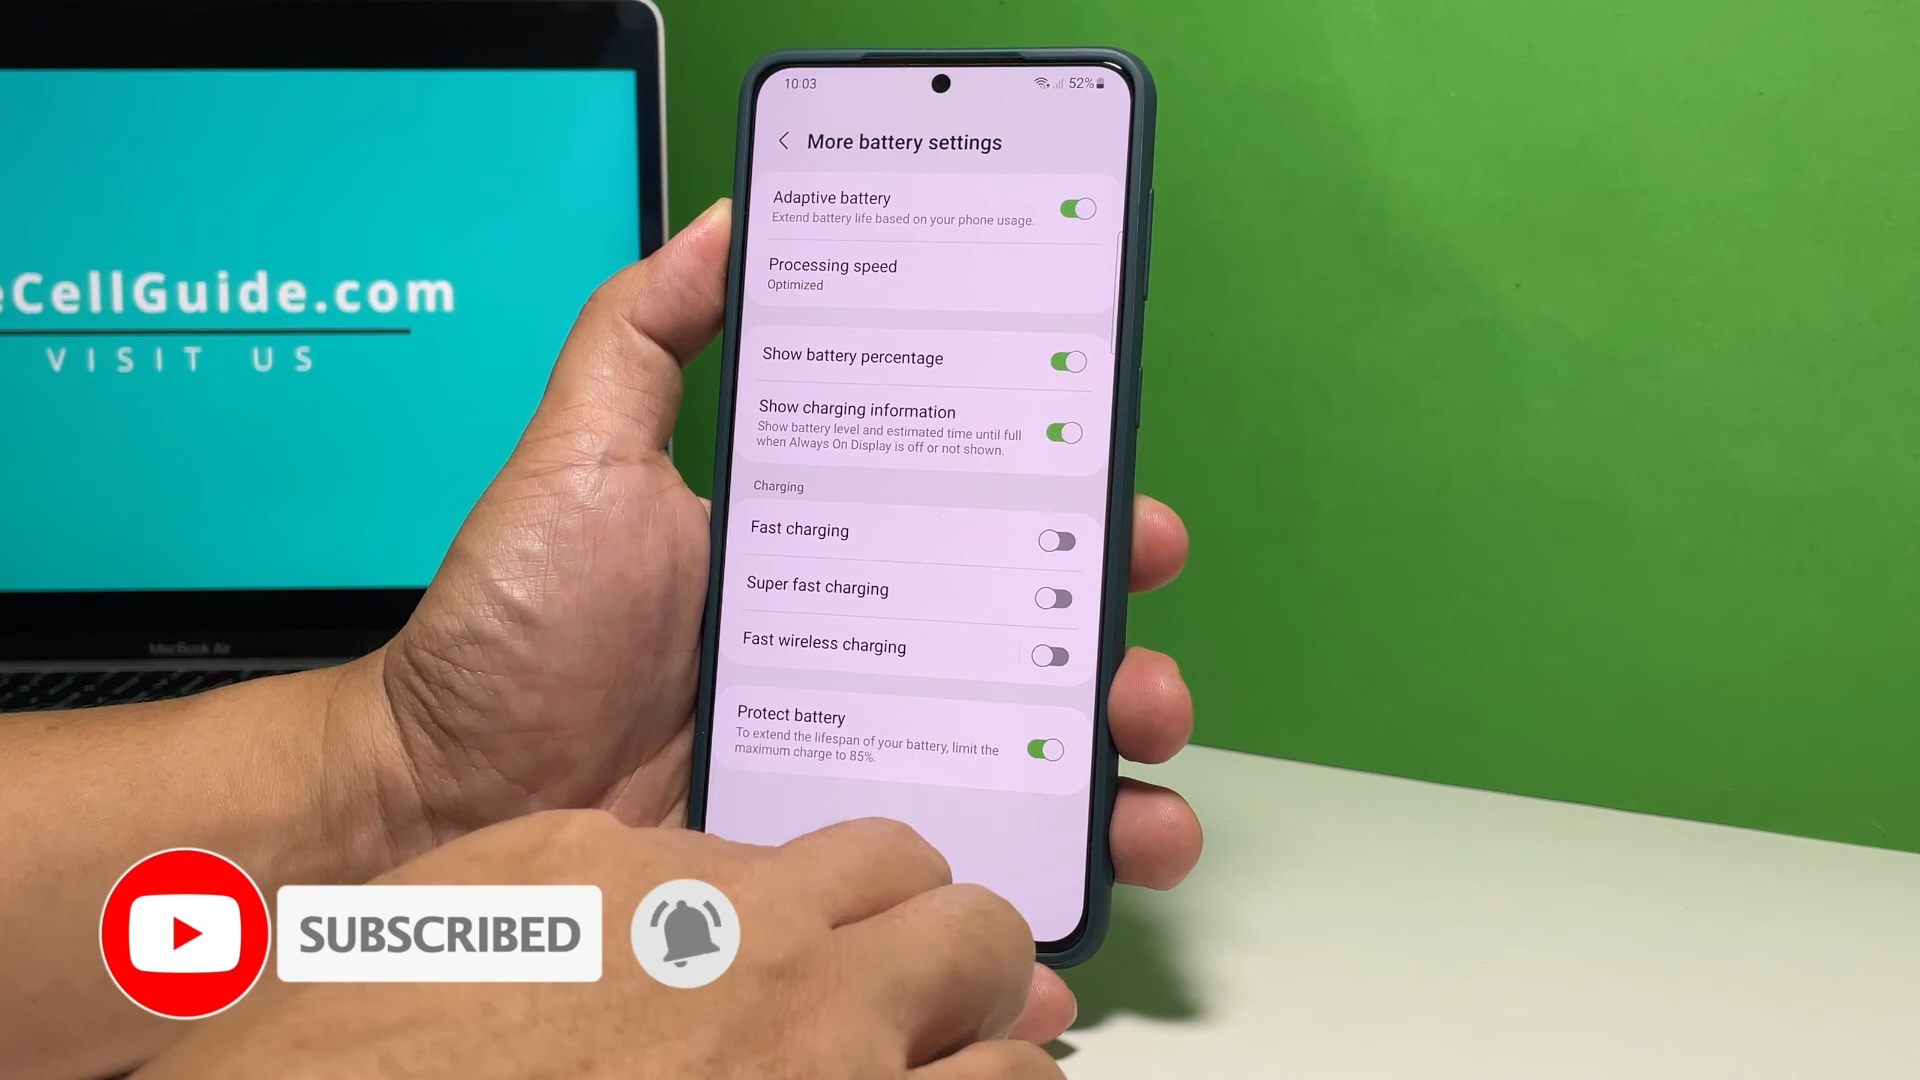 10:03
52%
More battery settings
Adaptive battery
Extend battery life based on your phone usage.
Processing speed
Optimized
Show battery percentage
Show charging information
Show battery level and estimated time until full
when Always On Display is off or not shown.
Charging
Fast charging
Super fast charging
Fast wireless charging
Protect battery
To extend the lifespan of your battery, limit the
maximum charge to 85%.
eCellGuide.com
VISIT US
MacBook Air
SUBSCRIBED